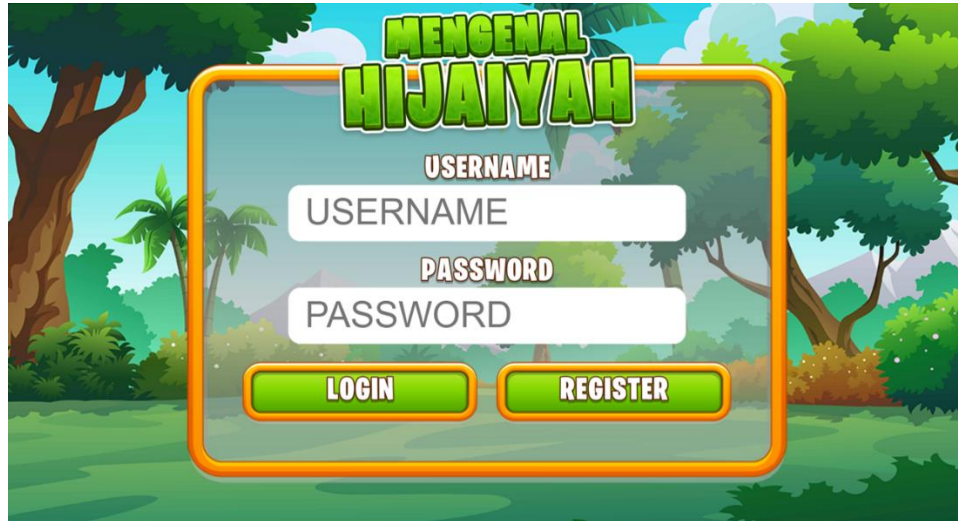 MENGENAL
HIJAIYAH
USERNAME
USERNAME
PASSWORD
PASSWORD
LOGIN REGISTER